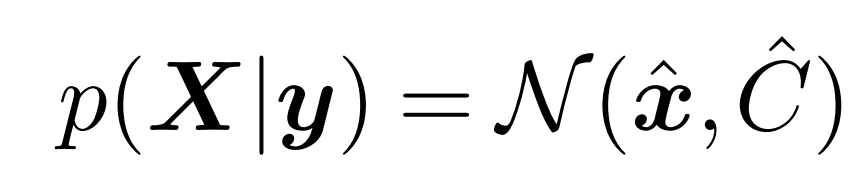 p(𝑿|𝒚) = 𝒩(𝒙̂, Ĉ)